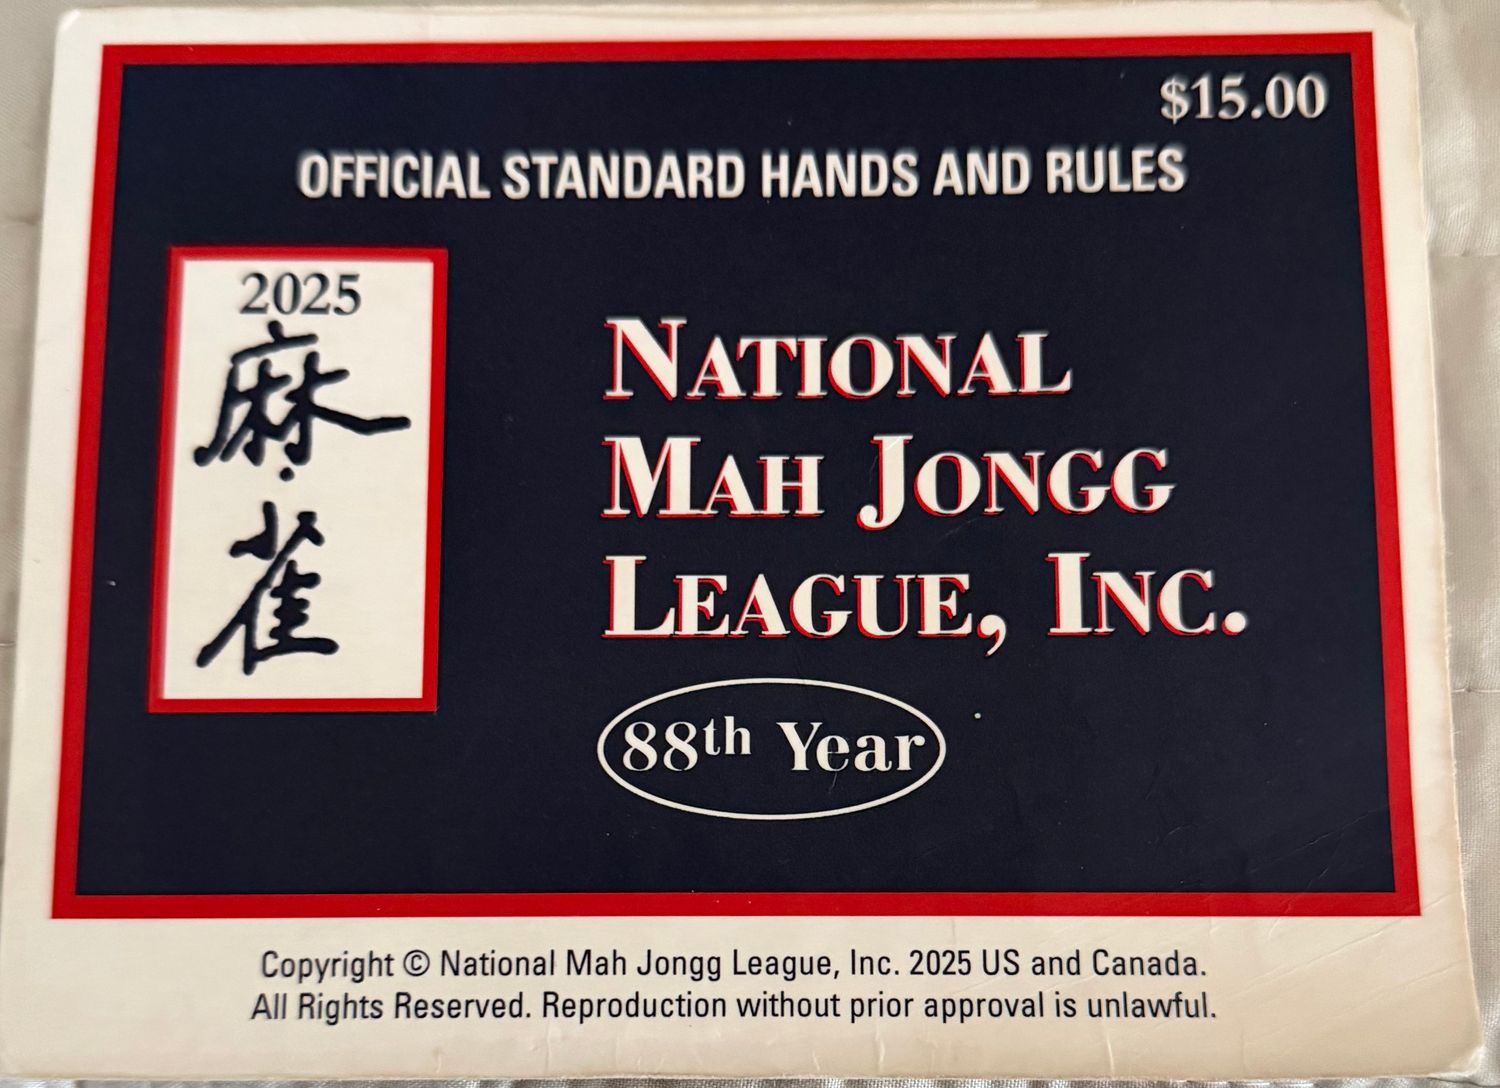 $15.00
OFFICIAL STANDARD HANDS AND RULES
2025
麻
雀
NATIONAL
MAH JONGG
LEAGUE, INC.
88th Year
Copyright © National Mah Jongg League, Inc. 2025 US and Canada.
All Rights Reserved. Reproduction without prior approval is unlawful.